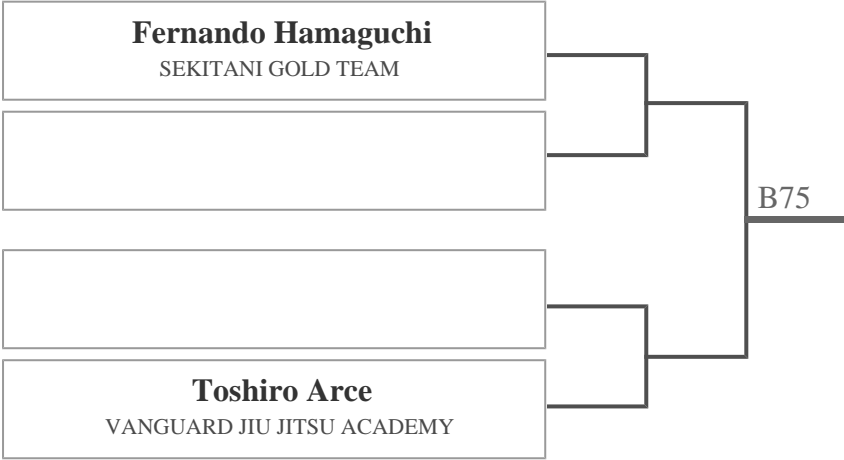 Fernando Hamaguchi
SEKITANI GOLD TEAM
B75
Toshiro Arce
VANGUARD JIU JITSU ACADEMY